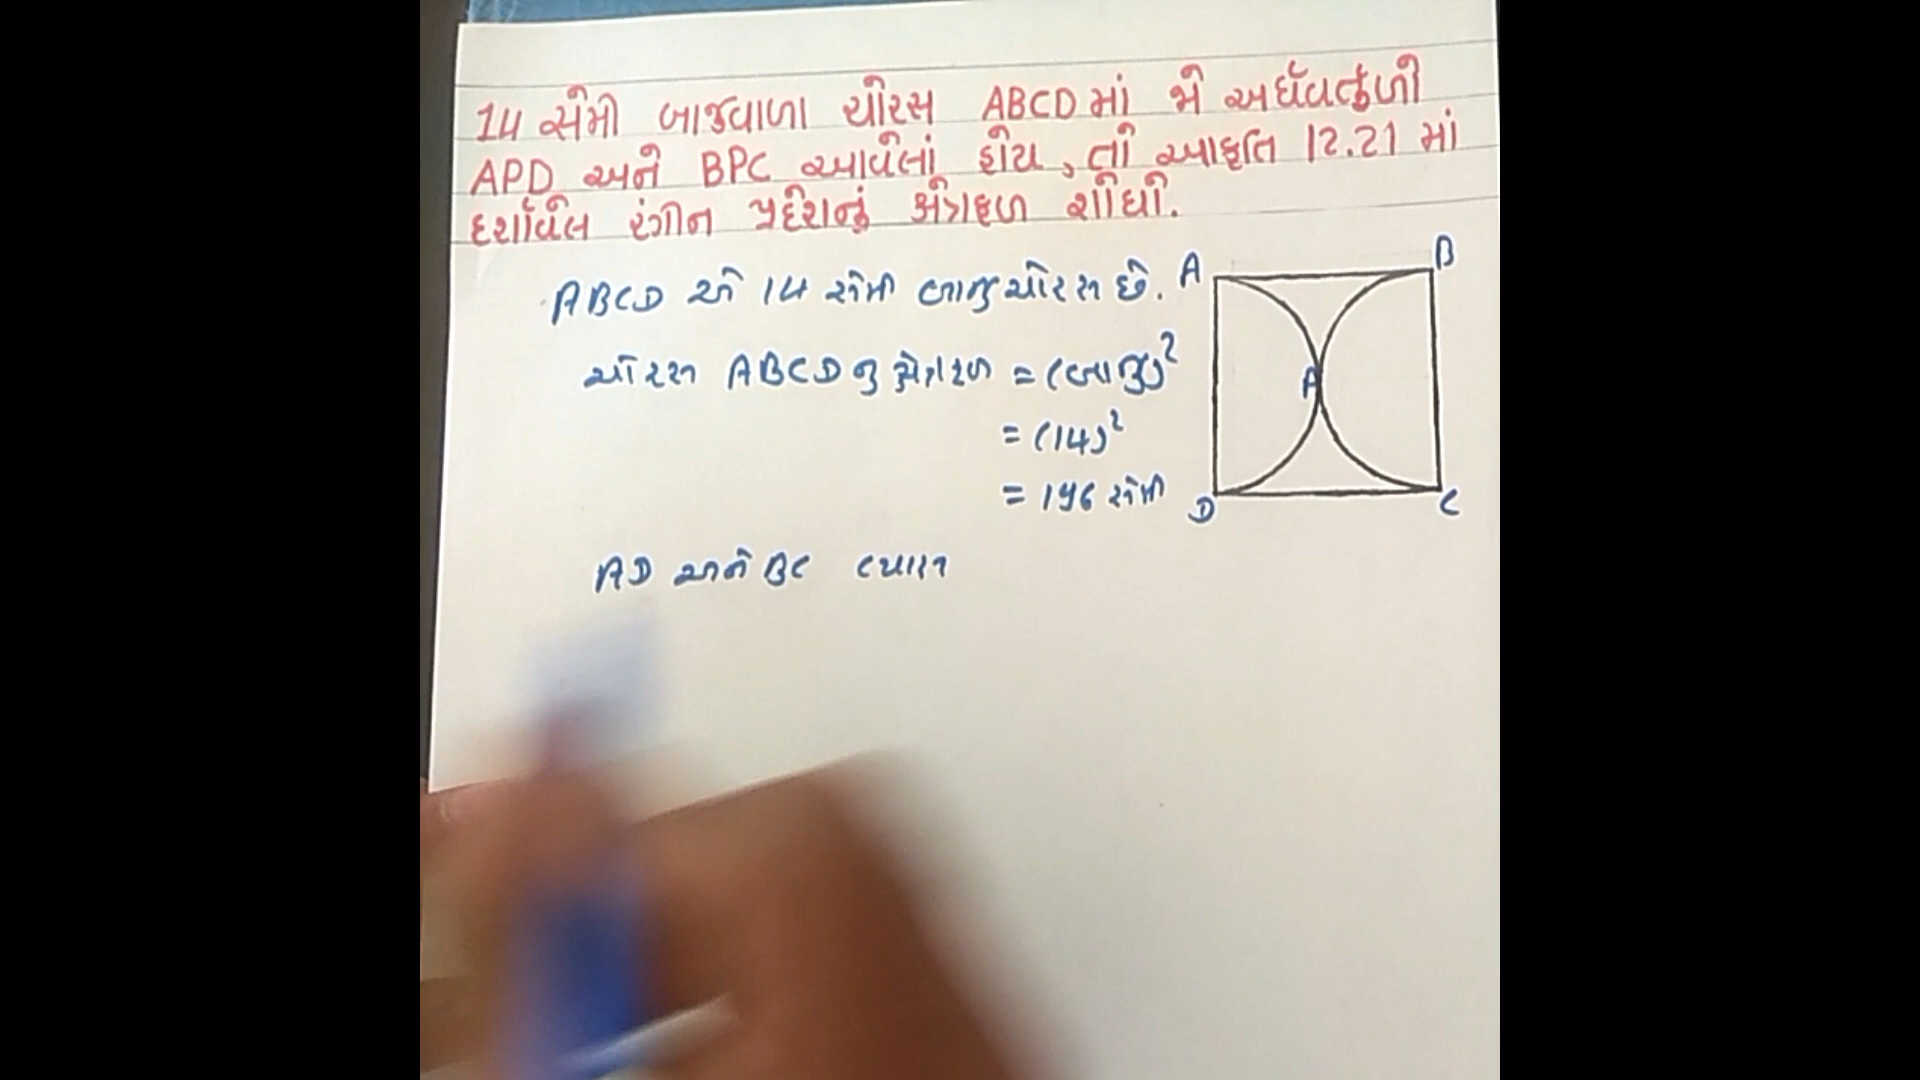 14 સેમી બાજુવાળા ચોરસ ABCD માં બે અર્ધવર્તુળો
APD અને BPC આવેલાં હોય, તો આકૃતિ 12.21 માં
દર્શાવેલ રંગીન પ્રદેશનું ક્ષેત્રફળ શોધો.
ABCD એ 14 સેમી બાજુ ચોરસ છે.
ચોરસ ABCD નુ ક્ષેત્રફળ = (બાજુ)²
= (14)²
= 196 સેમી
AD અને BC વ્યાસ
A
B
A
D
C